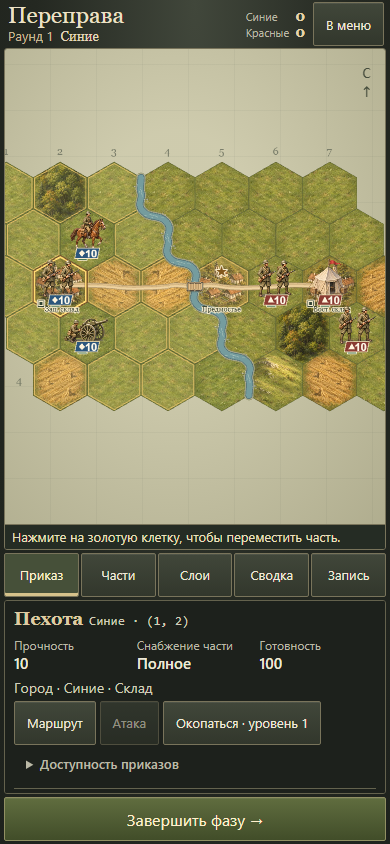 Переправа
Раунд 1 Синие
Синие 0
Красные 0
В меню
С
↑
1 2 3 4 5 6 7
10
10 10 10
Предмостье
10 10
4
Нажмите на золотую клетку, чтобы переместить часть.
Приказ Части Слои Сводка Запись
Пехота Синие · (1, 2)
Прочность Снабжение части Готовность
10 Полное 100
Город · Синие · Склад
Маршрут Атака Окопаться · уровень 1
▶ Доступность приказов
Завершить фазу →